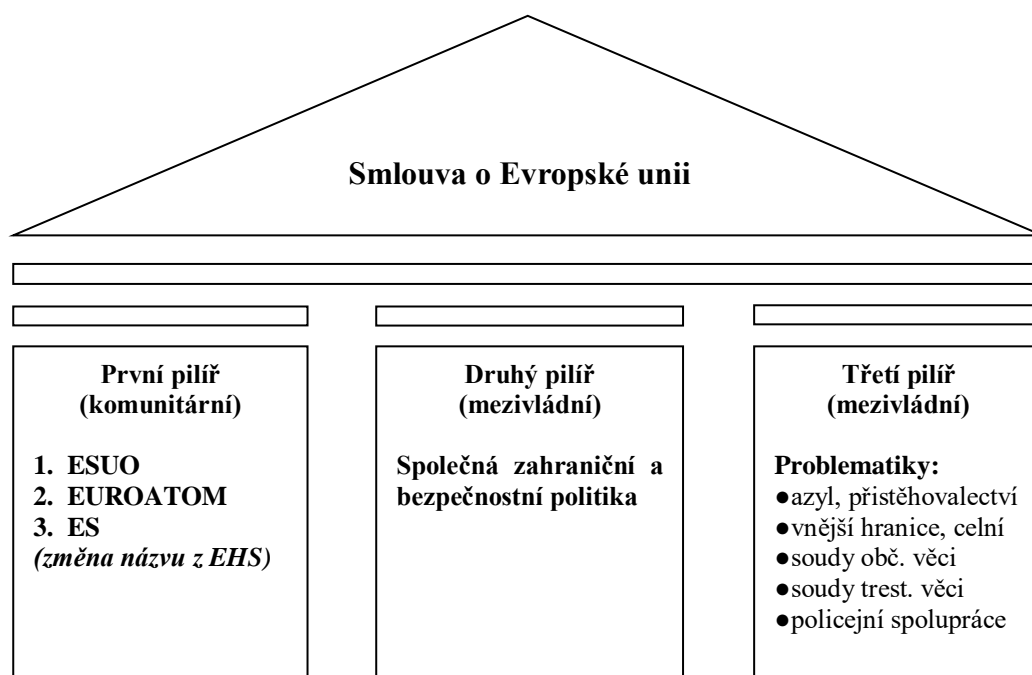 Smlouva o Evropské unii
První pilíř
(komunitární)
1. ESUO
2. EUROATOM
3. ES
(změna názvu z EHS)
Druhý pilíř
(mezivládní)
Společná zahraniční a
bezpečnostní politika
Třetí pilíř
(mezivládní)
Problematiky:
●azyl, přistěhovalectví
●vnější hranice, celní
●soudy obč. věci
●soudy trest. věci
●policejní spolupráce